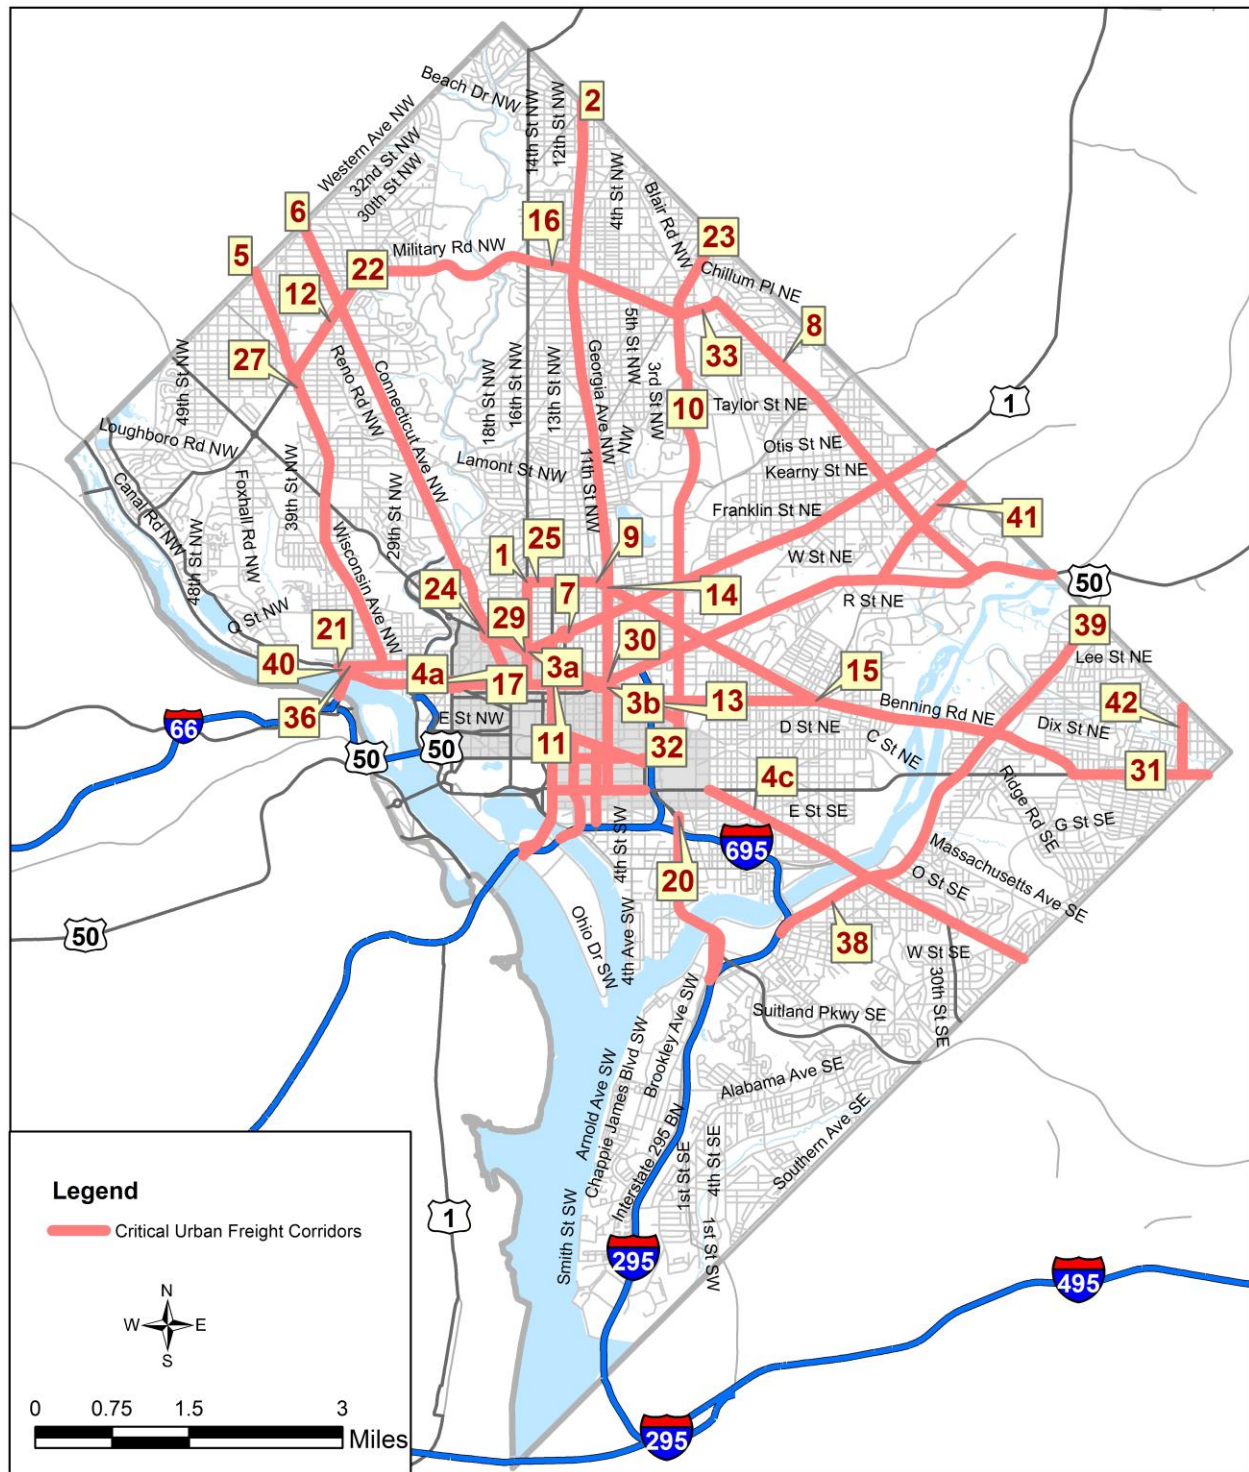 Beach Dr NW
2
Western Ave NW
14th St NW
12th St NW
32nd St NW
30th St NW
4th St NW
Blair Rd NW
6
16
23
5
Military Rd NW
22
Chillum Pl NE
12
8
33
27
49th St NW
Reno Rd NW
Connecticut Ave NW
18th St NW
16th St NW
13th St NW
Georgia Ave NW
5th St NW
3rd St NW
10
Taylor St NE
1
Loughboro Rd NW
Otis St NE
Lamont St NW
NW
Kearny St NE
Canal Rd NW
Foxhall Rd NW
39th St NW
29th St NW
11th St NW
Franklin St NE
41
48th St NW
Wisconsin Ave NW
25
9
W St NE
1
7
14
50
24
R St NE
Q St NW
29
30
39
21
Lee St NE
40
4a
17
3a
3b
13
15
42
36
E St NW
Benning Rd NE
D St NE
Dix St NE
66
50
50
11
32
C St NE
4c
31
E St SE
Ridge Rd SE
G St SE
695
4th St SW
Massachusetts Ave SE
20
O St SE
50
Ohio Dr SW
4th Ave SW
38
W St SE
30th St SE
Suitland Pkwy SE
Arnold Ave SW
Chappie James Blvd SW
Brookley Ave SW
Alabama Ave SE
Interstate 295 BN
1st St SE
4th St SE
Southern Ave SE
Legend
Critical Urban Freight Corridors
1
Smith St SW
295
1st St SW
495
N
W E
S
0 0.75 1.5 3
Miles
295